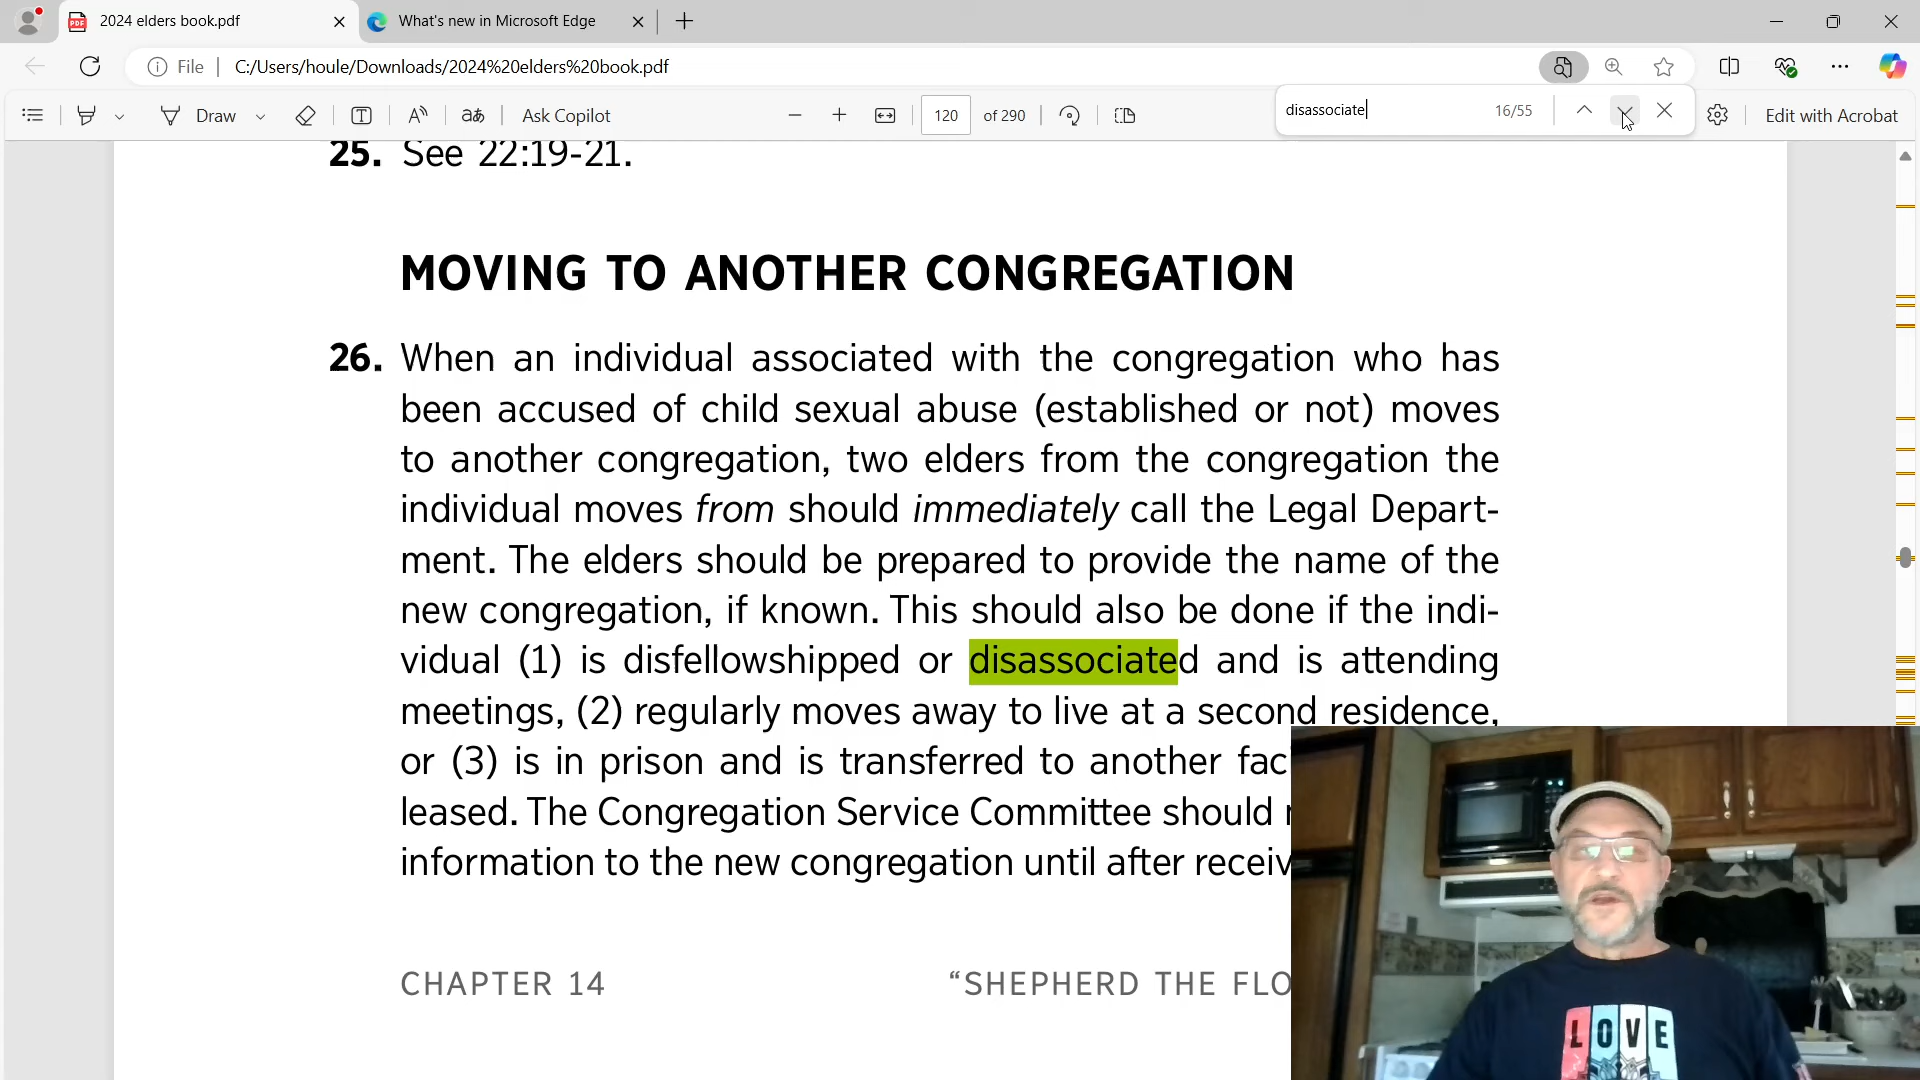 2024 elders book.pdf
What's new in Microsoft Edge
File
C:/Users/houle/Downloads/2024%20elders%20book.pdf
Draw
Ask Copilot
120
of 290
disassociate
16/55
Edit with Acrobat
25. See 22:19-21.
MOVING TO ANOTHER CONGREGATION
26. When an individual associated with the congregation who has
been accused of child sexual abuse (established or not) moves
to another congregation, two elders from the congregation the
individual moves from should immediately call the Legal Depart-
ment. The elders should be prepared to provide the name of the
new congregation, if known. This should also be done if the indi-
vidual (1) is disfellowshipped or disassociated and is attending
meetings, (2) regularly moves away to live at a second residence,
or (3) is in prison and is transferred to another faci
leased. The Congregation Service Committee should
information to the new congregation until after receiv
CHAPTER 14
“SHEPHERD THE FLO
LOVE